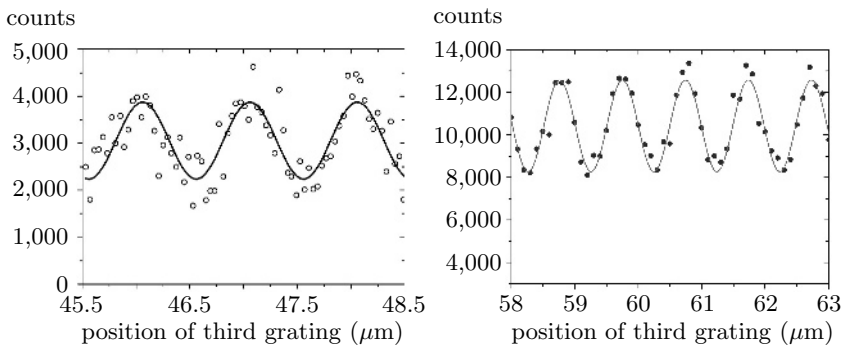 counts
5,000
4,000
3,000
2,000
1,000
0
45.5 46.5 47.5 48.5
position of third grating (μm)
counts
14,000
12,000
10,000
8,000
6,000
4,000
58 59 60 61 62 63
position of third grating (μm)